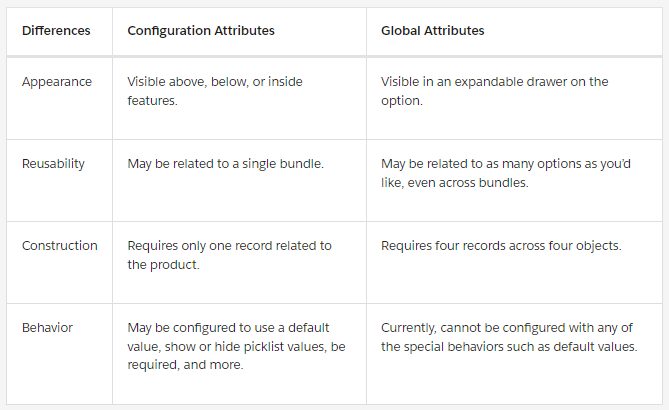 Differences
Configuration Attributes
Global Attributes
Appearance
Visible above, below, or inside
features.
Visible in an expandable drawer on the
option.
Reusability
May be related to a single bundle.
May be related to as many options as you'd
like, even across bundles.
Construction
Requires only one record related to
the product.
Requires four records across four objects.
Behavior
May be configured to use a default
value, show or hide picklist values, be
required, and more.
Currently, cannot be configured with any of
the special behaviors such as default values.